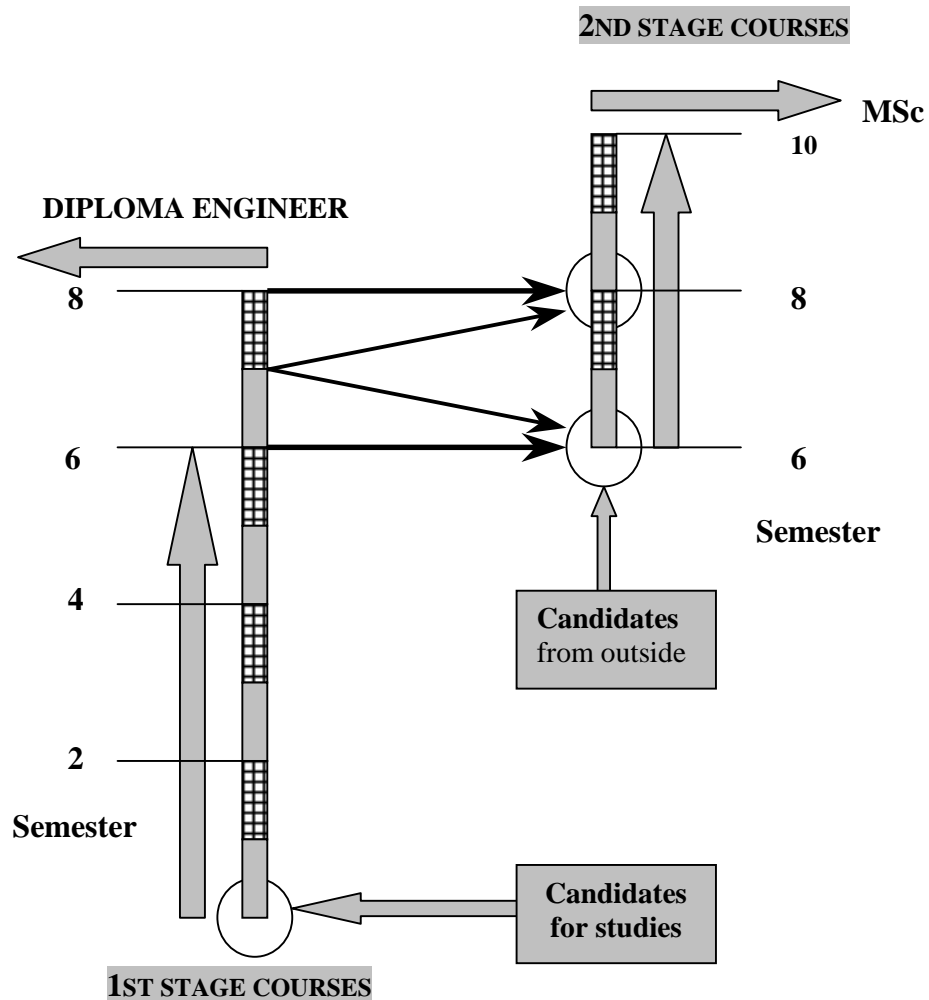 2ND STAGE COURSES
MSc
10
DIPLOMA ENGINEER
8
8
6
6
Semester
4
Candidates
from outside
2
Semester
Candidates
for studies
1ST STAGE COURSES